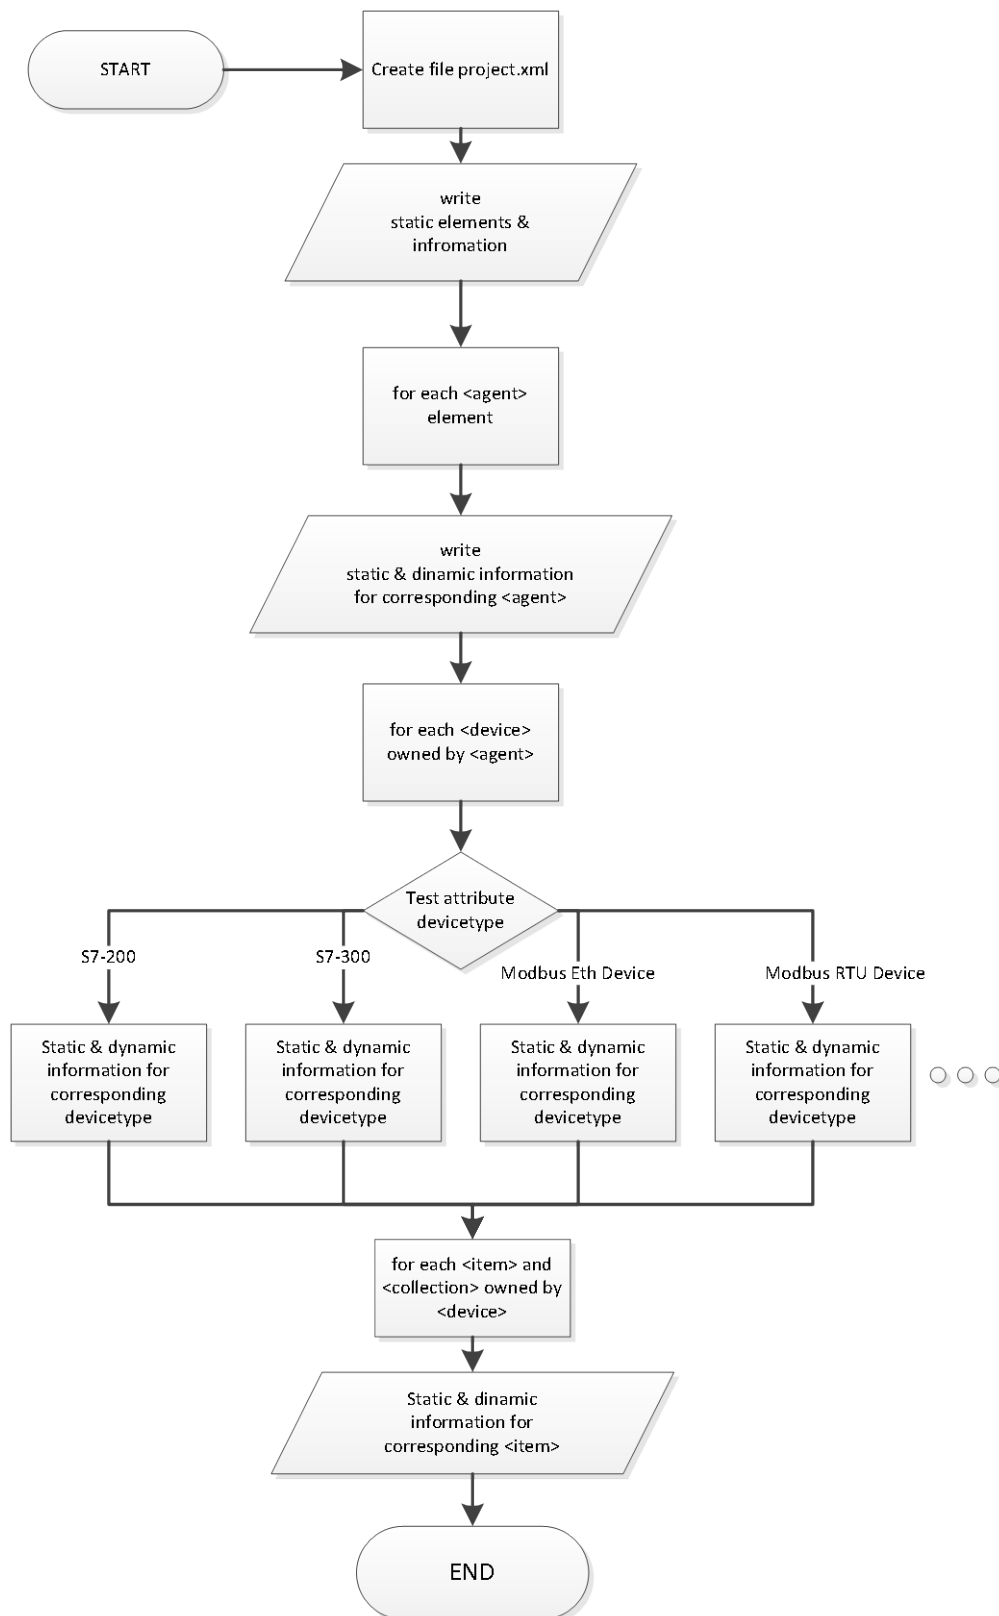 START
Create file project.xml
write
static elements &
infromation
for each <agent>
element
write
static & dinamic information
for corresponding <agent>
for each <device>
owned by <agent>
Test attribute
devicetype
S7-200
S7-300
Modbus Eth Device
Modbus RTU Device
Static & dynamic
information for
corresponding
devicetype
Static & dynamic
information for
corresponding
devicetype
Static & dynamic
information for
corresponding
devicetype
Static & dynamic
information for
corresponding
devicetype
for each <item> and
<collection> owned by
<device>
Static & dinamic
information for
corresponding <item>
END